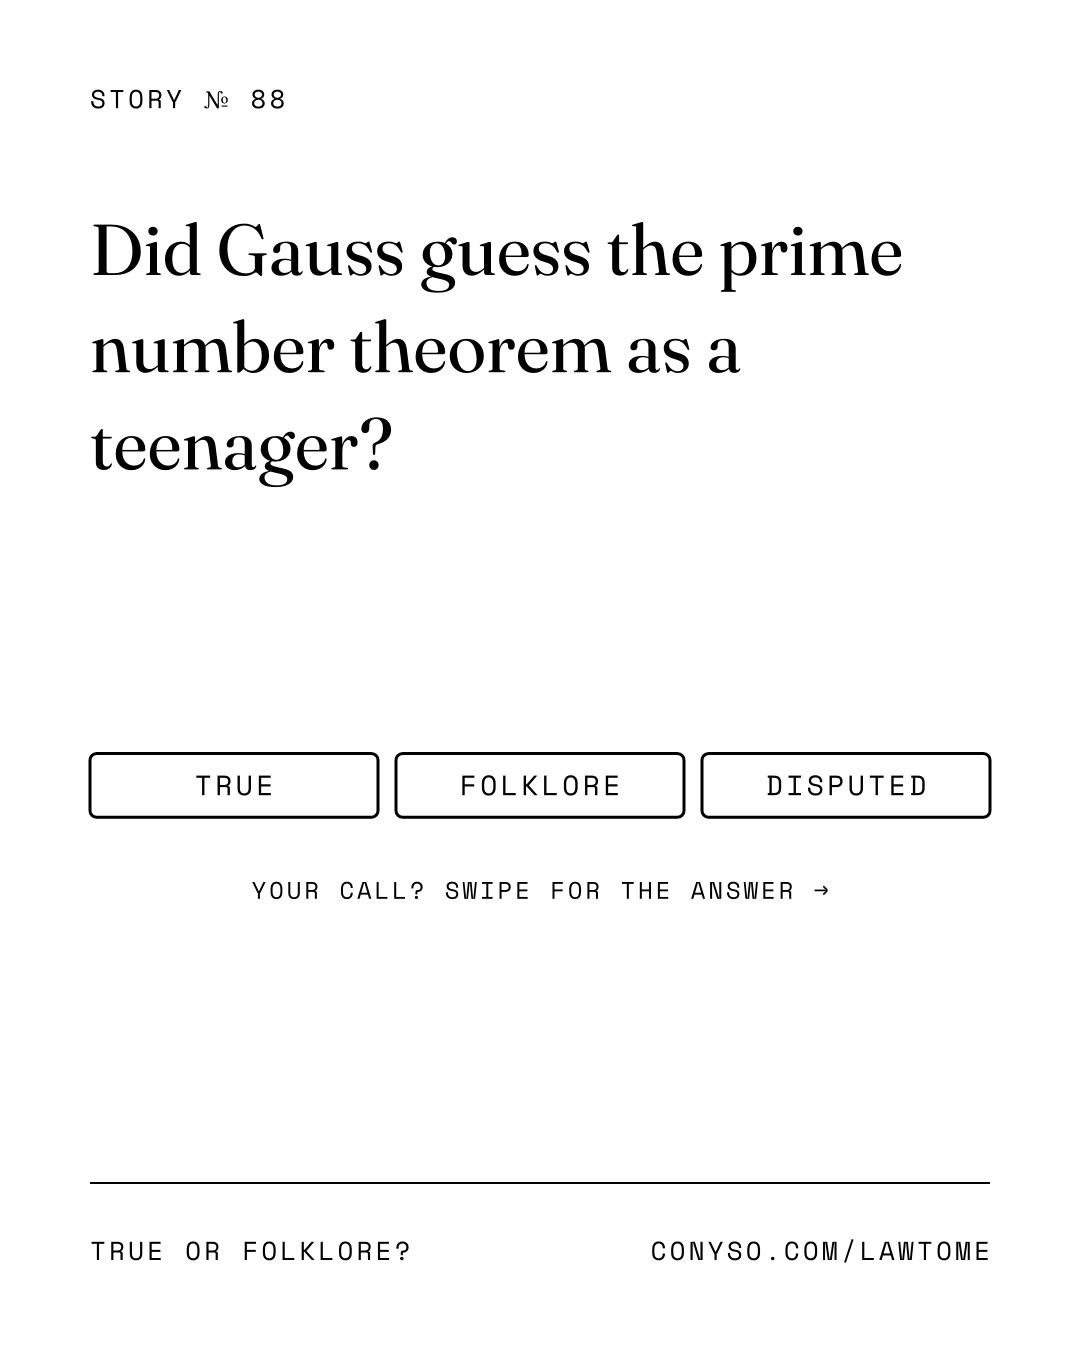 STORY № 88
Did Gauss guess the prime
number theorem as a
teenager?
TRUE
FOLKLORE
DISPUTED
YOUR CALL? SWIPE FOR THE ANSWER →
TRUE OR FOLKLORE?
CONYSO.COM/LAWTOME